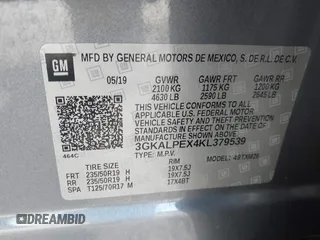 GM
MFD BY GENERAL MOTORS DE MEXICO, S. DE R.L. DE C.V.
05/19 GVWR GAWR FRT GAWR RR
2100 KG 1175 KG 1200 KG
4630 LB 2590 LB 2645 LB
THIS VEHICLE CONFORMS TO ALL
APPLICABLE U.S. FEDERAL MOTOR
VEHICLE SAFETY, BUMPER, AND THEFT
PREVENTION STANDARDS IN EFFECT ON
THE DATE OF MANUFACTURE SHOWN ABOVE.
3GKALPEX4KL379539
464C TYPE: M.P.V. MODEL:
TIRE SIZE RIM
FRT 235/50R19 H 19X7.5J
RR 235/50R19 H 19X7.5J
SPA T125/70R17 M 17X4BT
DREAMBID